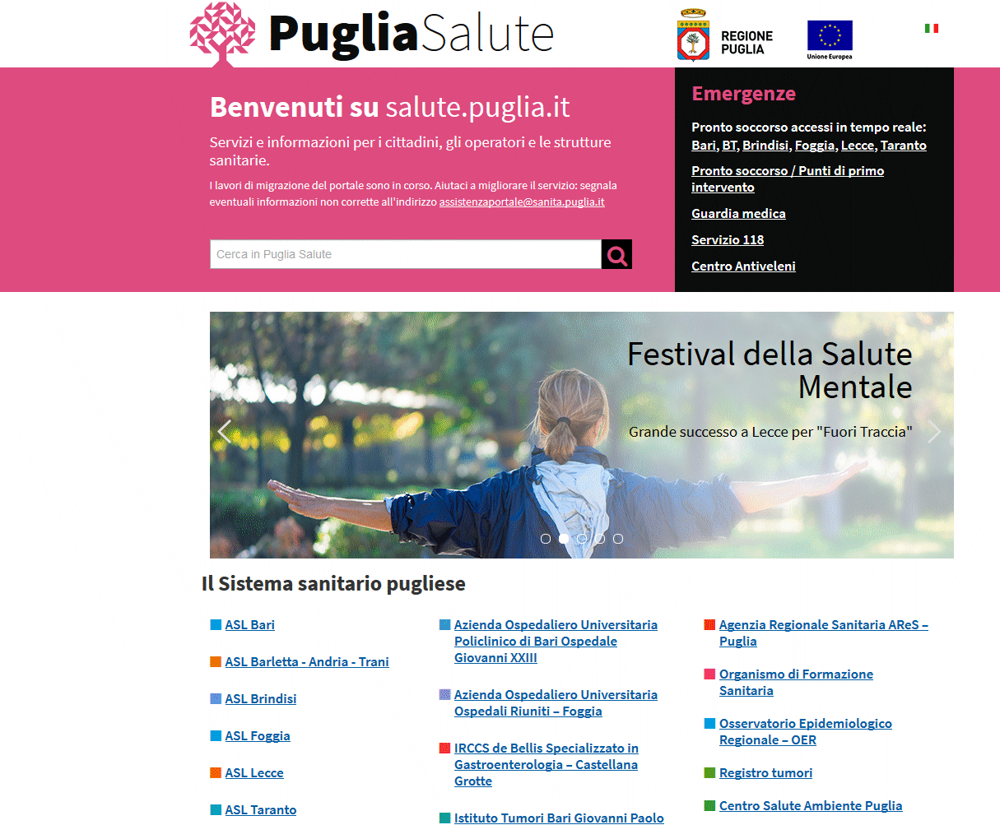 PugliaSalute
REGIONE
PUGLIA
Unione Europea
Benvenuti su salute.puglia.it
Servizi e informazioni per i cittadini, gli operatori e le strutture
sanitarie.
I lavori di migrazione del portale sono in corso. Aiutaci a migliorare il servizio: segnala
eventuali informazioni non corrette all'indirizzo assistenzaportale@sanita.puglia.it
Cerca in Puglia Salute
Emergenze
Pronto soccorso accessi in tempo reale:
Bari, BT, Brindisi, Foggia, Lecce, Taranto
Pronto soccorso / Punti di primo
intervento
Guardia medica
Servizio 118
Centro Antiveleni
Festival della Salute
Mentale
Grande successo a Lecce per "Fuori Traccia"
Il Sistema sanitario pugliese
ASL Bari
ASL Barletta - Andria - Trani
ASL Brindisi
ASL Foggia
ASL Lecce
ASL Taranto
Azienda Ospedaliero Universitaria
Policlinico di Bari Ospedale
Giovanni XXIII
Azienda Ospedaliero Universitaria
Ospedali Riuniti – Foggia
IRCCS de Bellis Specializzato in
Gastroenterologia – Castellana
Grotte
Istituto Tumori Bari Giovanni Paolo
Agenzia Regionale Sanitaria AReS –
Puglia
Organismo di Formazione
Sanitaria
Osservatorio Epidemiologico
Regionale – OER
Registro tumori
Centro Salute Ambiente Puglia